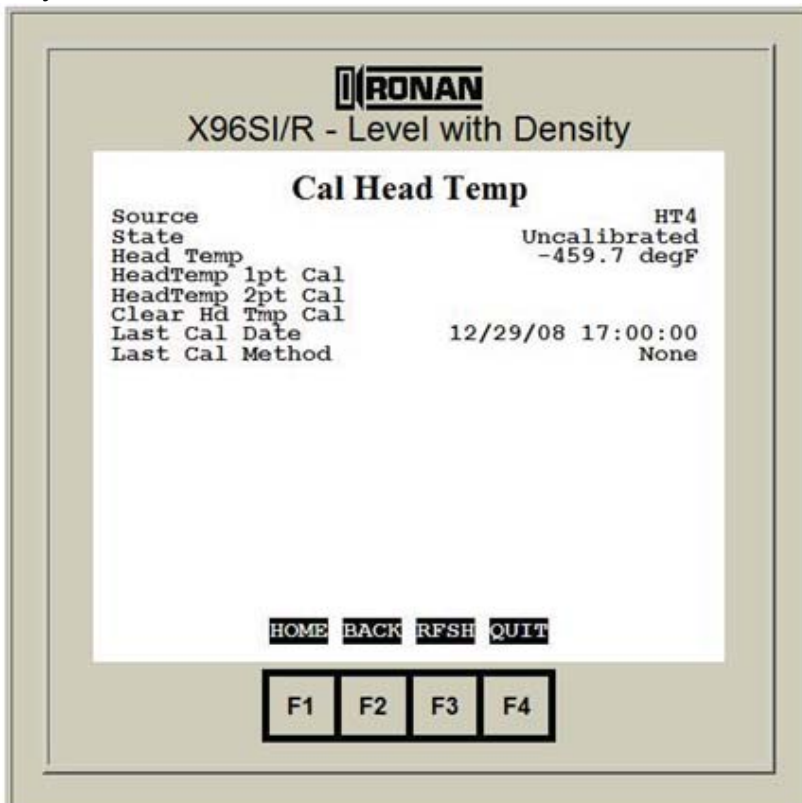 RONAN
X96SI/R - Level with Density
Cal Head Temp
Source HT4
State Uncalibrated
Head Temp -459.7 degF
HeadTemp 1pt Cal
HeadTemp 2pt Cal
Clear Hd Tmp Cal
Last Cal Date 12/29/08 17:00:00
Last Cal Method None
HOME BACK RFSH QUIT
F1 F2 F3 F4